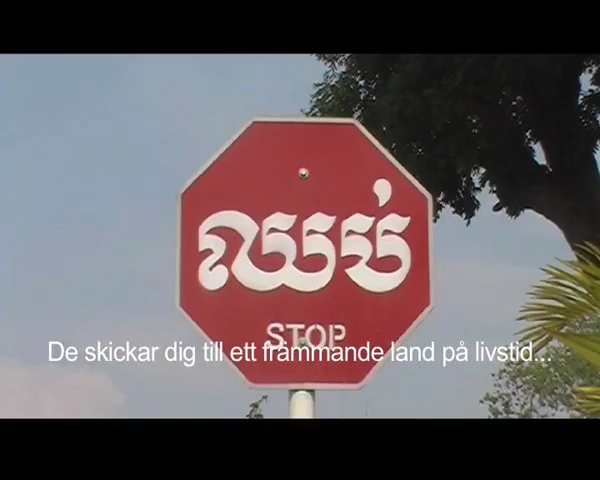 ឈប់
STOP
De skickar dig till ett främmande land på livstid...